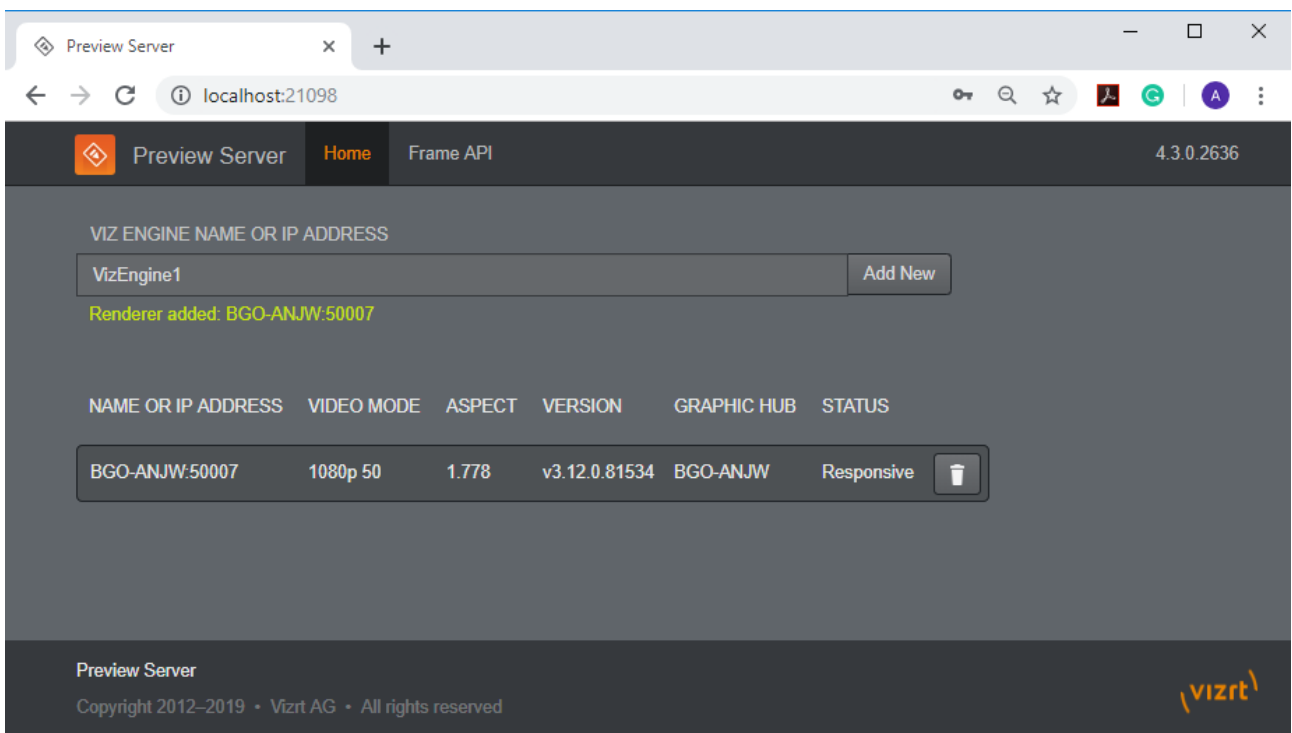 Preview Server
localhost:21098
A
Preview Server Home Frame API 4.3.0.2636
VIZ ENGINE NAME OR IP ADDRESS
VizEngine1 Add New
Renderer added: BGO-ANJW:50007
NAME OR IP ADDRESS VIDEO MODE ASPECT VERSION GRAPHIC HUB STATUS
BGO-ANJW:50007 1080p 50 1.778 v3.12.0.81534 BGO-ANJW Responsive
Preview Server
Copyright 2012–2019 • Vizrt AG • All rights reserved
vizrt